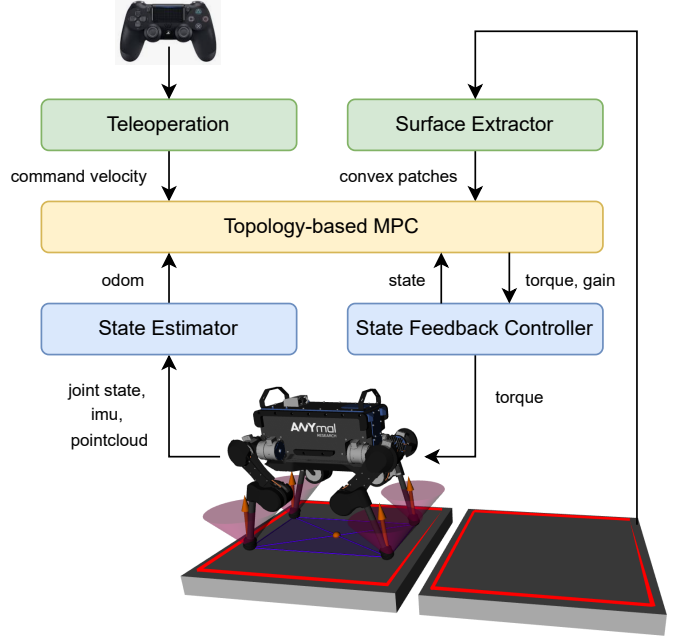 Teleoperation
Surface Extractor
command velocity
convex patches
Topology-based MPC
odom
state
torque, gain
State Estimator
State Feedback Controller
joint state,
imu,
pointcloud
torque
ANYmal
RESEARCH